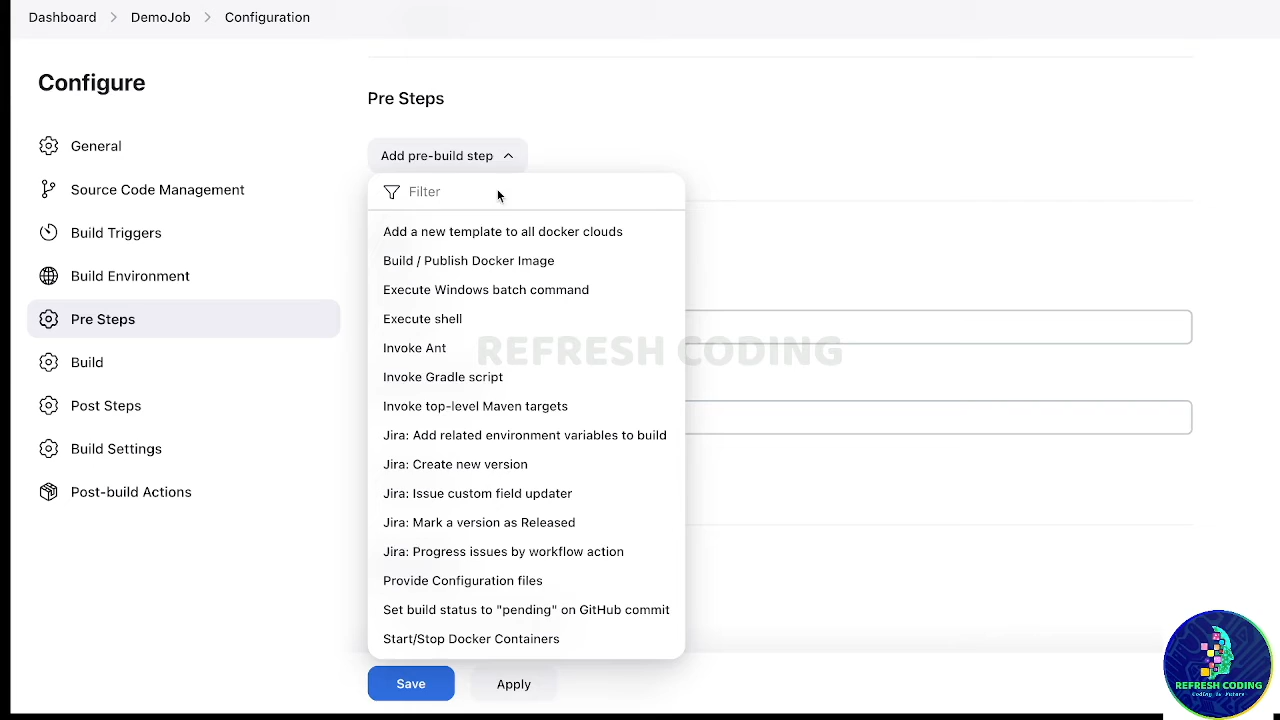 Dashboard > DemoJob > Configuration
Configure
General
Source Code Management
Build Triggers
Build Environment
Pre Steps
Build
Post Steps
Build Settings
Post-build Actions
Pre Steps
Add pre-build step
Filter
Add a new template to all docker clouds
Build / Publish Docker Image
Execute Windows batch command
Execute shell
Invoke Ant
Invoke Gradle script
Invoke top-level Maven targets
Jira: Add related environment variables to build
Jira: Create new version
Jira: Issue custom field updater
Jira: Mark a version as Released
Jira: Progress issues by workflow action
Provide Configuration files
Set build status to "pending" on GitHub commit
Start/Stop Docker Containers
Save
Apply
REFRESH CODING
REFRESH CODING
Coding is Future